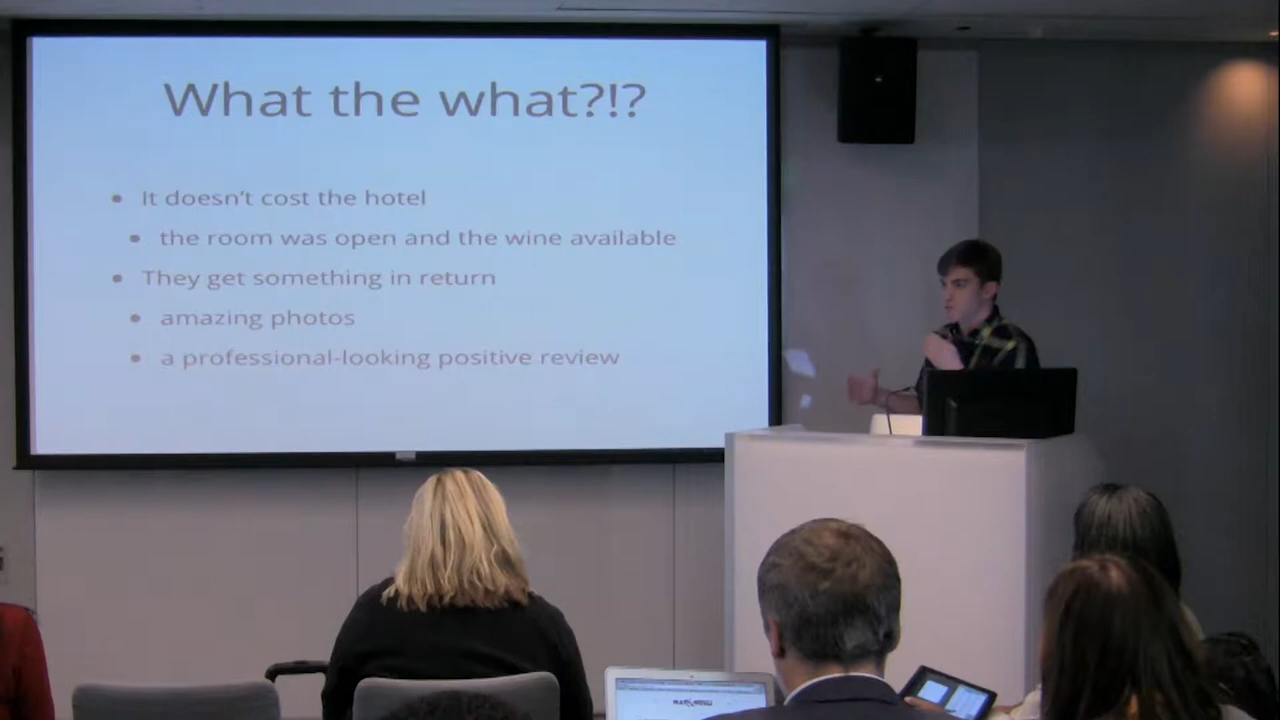 What the what?!?
• It doesn't cost the hotel
• the room was open and the wine available
• They get something in return
• amazing photos
• a professional-looking positive review